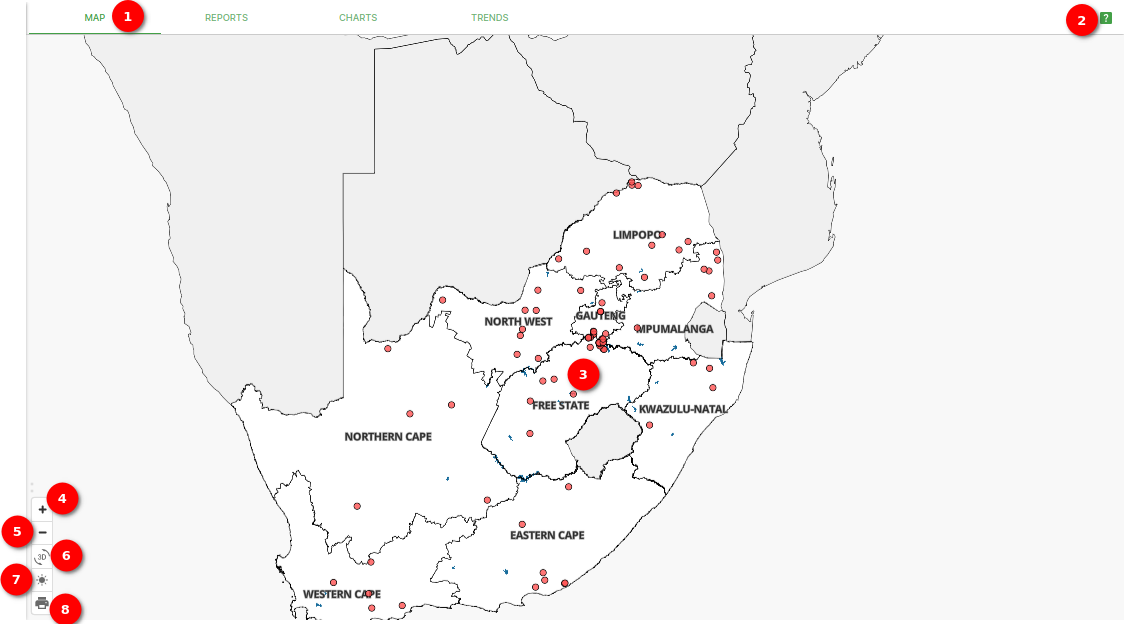 MAP 1 REPORTS CHARTS TRENDS 2 ?
LIMPOPO
GAUTENG
NORTH WEST
MPUMALANGA
3
FREE STATE
KWAZULU-NATAL
NORTHERN CAPE
4 +
5 −
EASTERN CAPE
3D 6
7
WESTERN CAPE
8